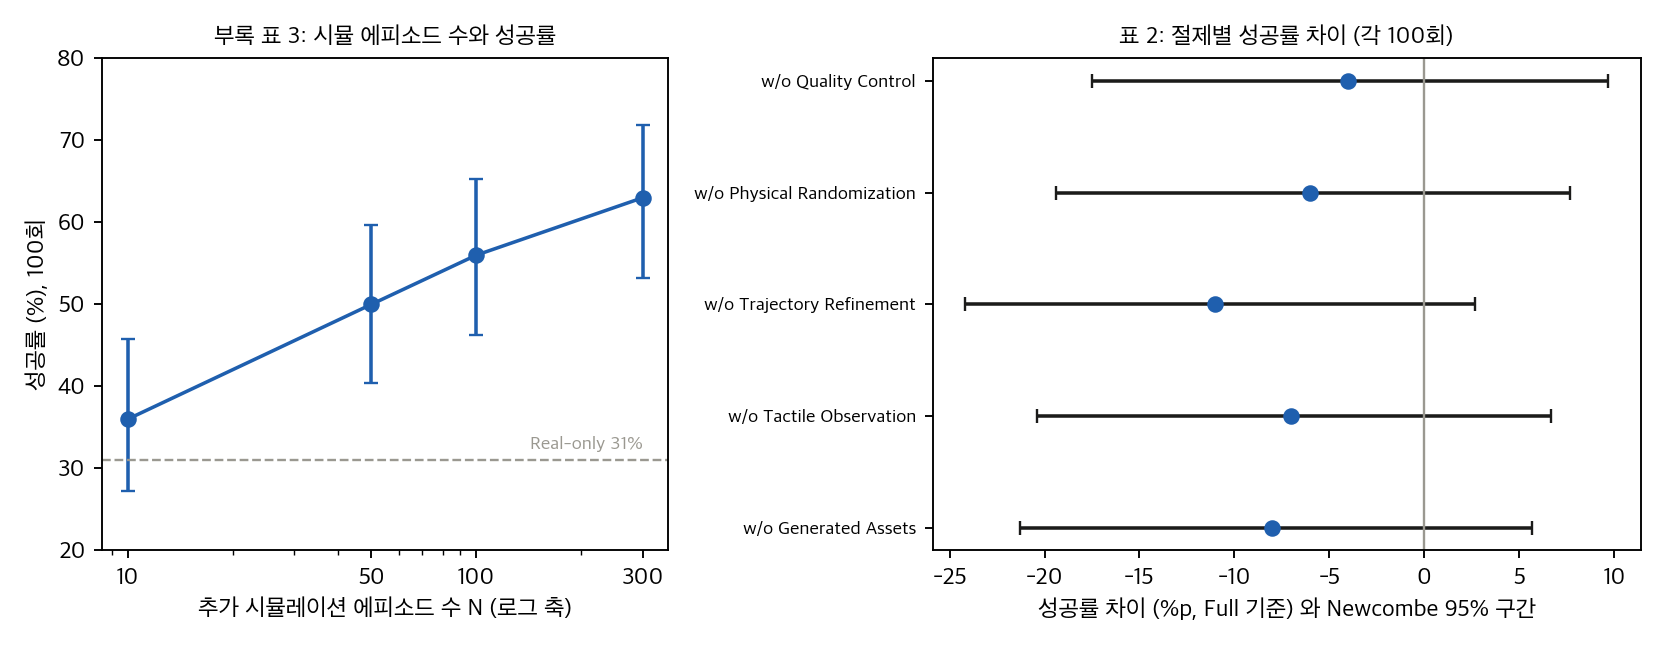 부록 표 3: 시뮬 에피소드 수와 성공률
80
70
60
50
40
30
20
성공률 (%), 100회
Real-only 31%
10
50
100
300
추가 시뮬레이션 에피소드 수 N (로그 축)
표 2: 절제별 성공률 차이 (각 100회)
w/o Quality Control
w/o Physical Randomization
w/o Trajectory Refinement
w/o Tactile Observation
w/o Generated Assets
-25
-20
-15
-10
-5
0
5
10
성공률 차이 (%p, Full 기준) 와 Newcombe 95% 구간